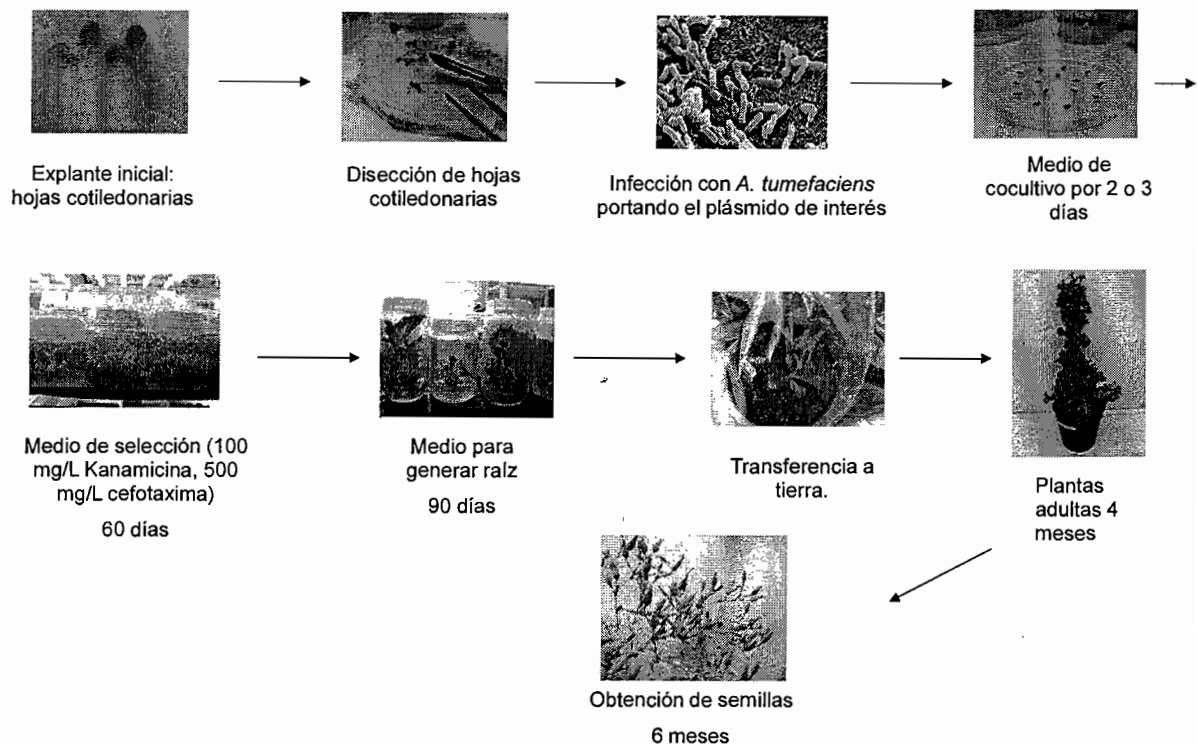 Explante inicial:
hojas cotiledonarias
Disección de hojas
cotiledonarias
Infección con A. tumefaciens
portando el plásmido de interés
Medio de
cocultivo por 2 o 3
días
Medio de selección (100
mg/L Kanamicina, 500
mg/L cefotaxima)
60 días
Medio para
generar raíz
90 días
Transferencia a
tierra.
Plantas
adultas 4
meses
Obtención de semillas
6 meses